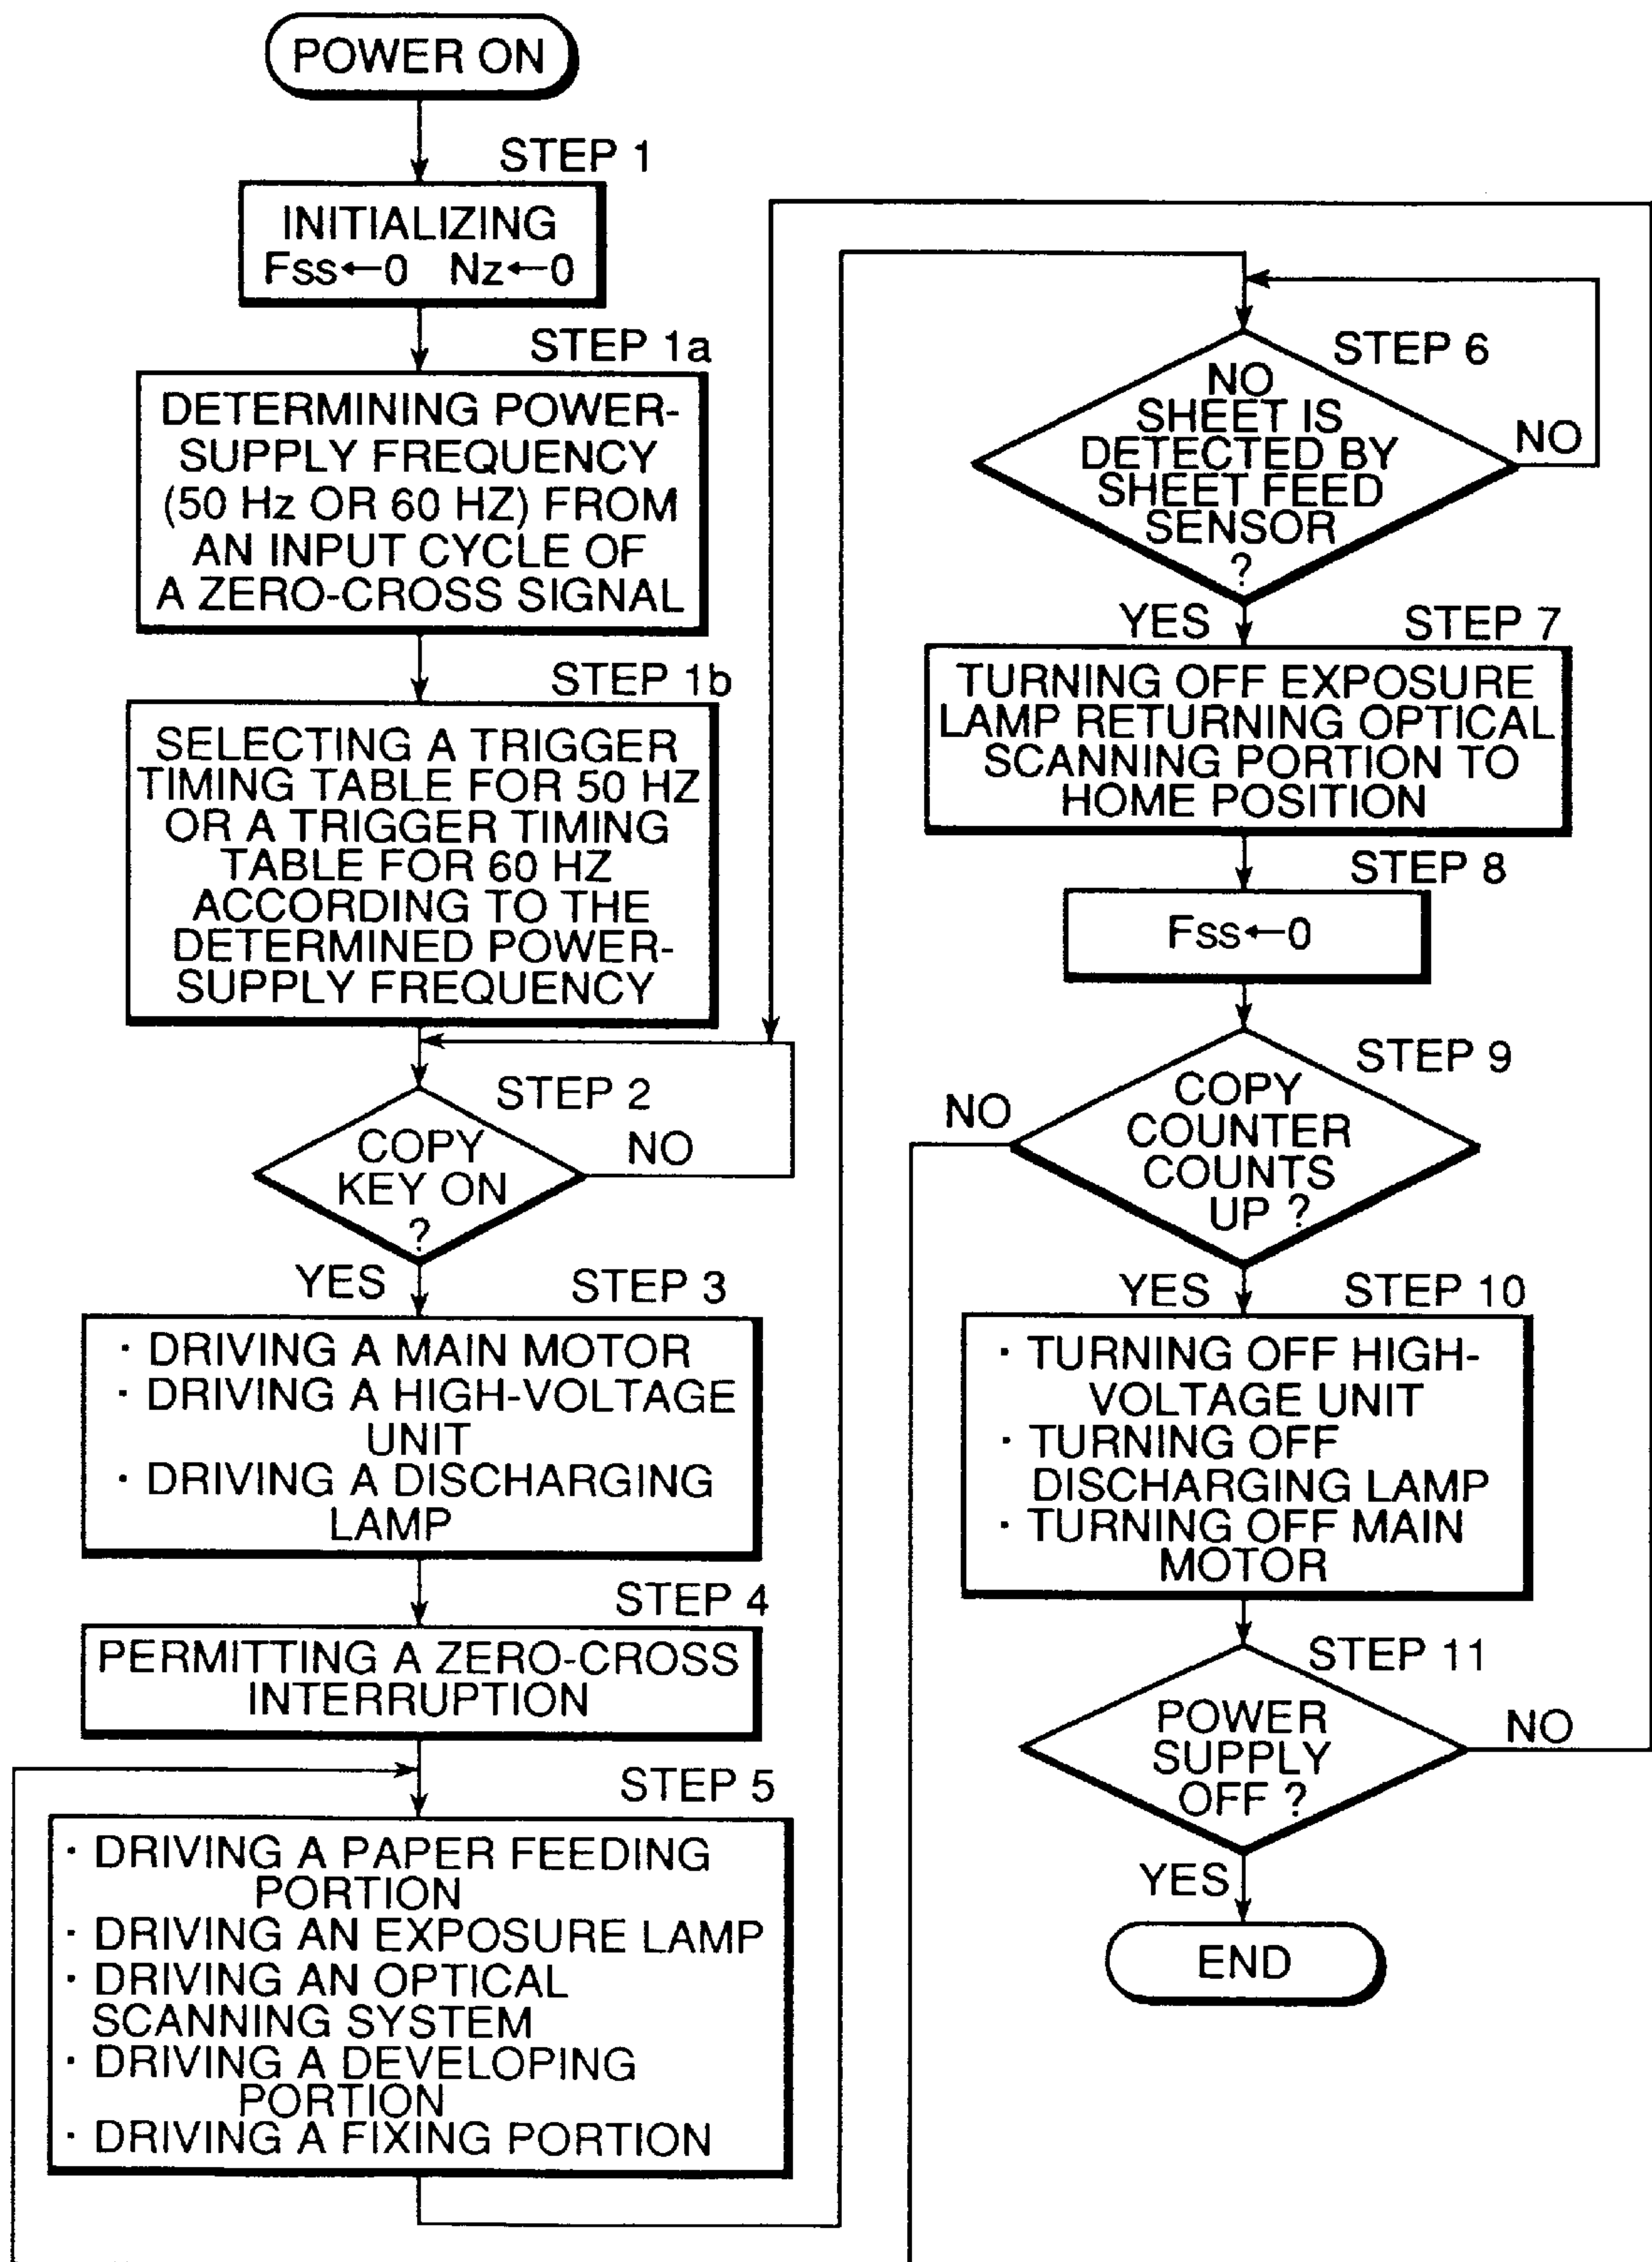 POWER ON
STEP 1
INITIALIZING
Fss←0 Nz←0
STEP 1a
DETERMINING POWER-
SUPPLY FREQUENCY
(50 Hz OR 60 HZ) FROM
AN INPUT CYCLE OF
A ZERO-CROSS SIGNAL
STEP 1b
SELECTING A TRIGGER
TIMING TABLE FOR 50 HZ
OR A TRIGGER TIMING
TABLE FOR 60 HZ
ACCORDING TO THE
DETERMINED POWER-
SUPPLY FREQUENCY
STEP 2
COPY
KEY ON
?
NO
YES
STEP 3
· DRIVING A MAIN MOTOR
· DRIVING A HIGH-VOLTAGE
UNIT
· DRIVING A DISCHARGING
LAMP
STEP 4
PERMITTING A ZERO-CROSS
INTERRUPTION
STEP 5
· DRIVING A PAPER FEEDING
PORTION
· DRIVING AN EXPOSURE LAMP
· DRIVING AN OPTICAL
SCANNING SYSTEM
· DRIVING A DEVELOPING
PORTION
· DRIVING A FIXING PORTION
STEP 6
NO
SHEET IS
DETECTED BY
SHEET FEED
SENSOR
?
NO
YES
STEP 7
TURNING OFF EXPOSURE
LAMP RETURNING OPTICAL
SCANNING PORTION TO
HOME POSITION
STEP 8
Fss←0
STEP 9
COPY
COUNTER
COUNTS
UP ?
NO
YES
STEP 10
· TURNING OFF HIGH-
VOLTAGE UNIT
· TURNING OFF
DISCHARGING LAMP
· TURNING OFF MAIN
MOTOR
STEP 11
POWER
SUPPLY
OFF ?
NO
YES
END